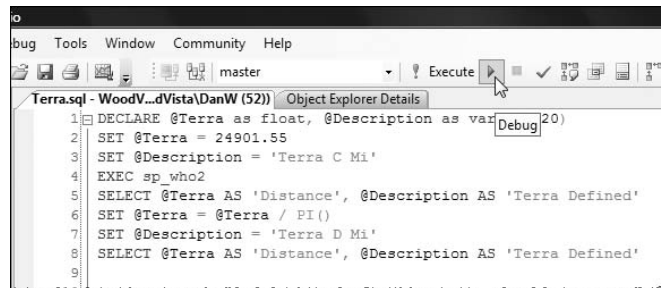 io
bug Tools Window Community Help
master Execute
Terra.sql - WoodV...dVista\DanW (52)) Object Explorer Details
1 DECLARE @Terra as float, @Description as var 20)
Debug
2 SET @Terra = 24901.55
3 SET @Description = 'Terra C Mi'
4 EXEC sp_who2
5 SELECT @Terra AS 'Distance', @Description AS 'Terra Defined'
6 SET @Terra = @Terra / PI()
7 SET @Description = 'Terra D Mi'
8 SELECT @Terra AS 'Distance', @Description AS 'Terra Defined'
9